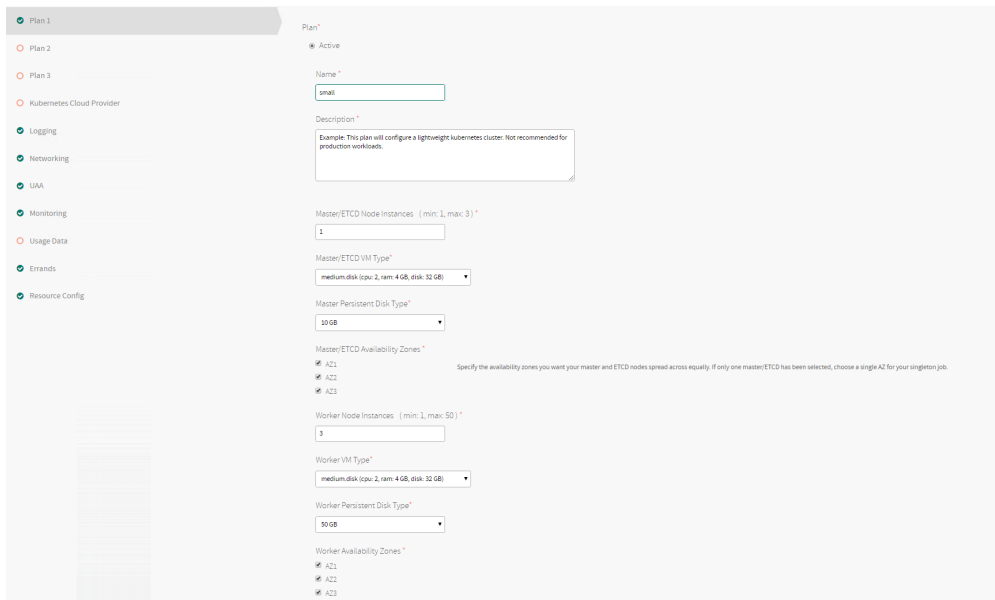 Plan 1
Plan 2
Plan 3
Kubernetes Cloud Provider
Logging
Networking
UAA
Monitoring
Usage Data
Errands
Resource Config
Plan*
Active
Name *
small
Description *
Example: This plan will configure a lightweight kubernetes cluster. Not recommended for
production workloads.
Master/ETCD Node Instances ( min: 1, max: 3 ) *
1
Master/ETCD VM Type*
medium.disk (cpu: 2, ram: 4 GB, disk: 32 GB)
Master Persistent Disk Type*
10 GB
Master/ETCD Availability Zones *
AZ1
AZ2
AZ3
Specify the availability zones you want your master and ETCD nodes spread across equally. If only one master/ETCD has been selected, choose a single AZ for your singleton job.
Worker Node Instances ( min: 1, max: 50 ) *
3
Worker VM Type*
medium.disk (cpu: 2, ram: 4 GB, disk: 32 GB)
Worker Persistent Disk Type*
50 GB
Worker Availability Zones *
AZ1
AZ2
AZ3